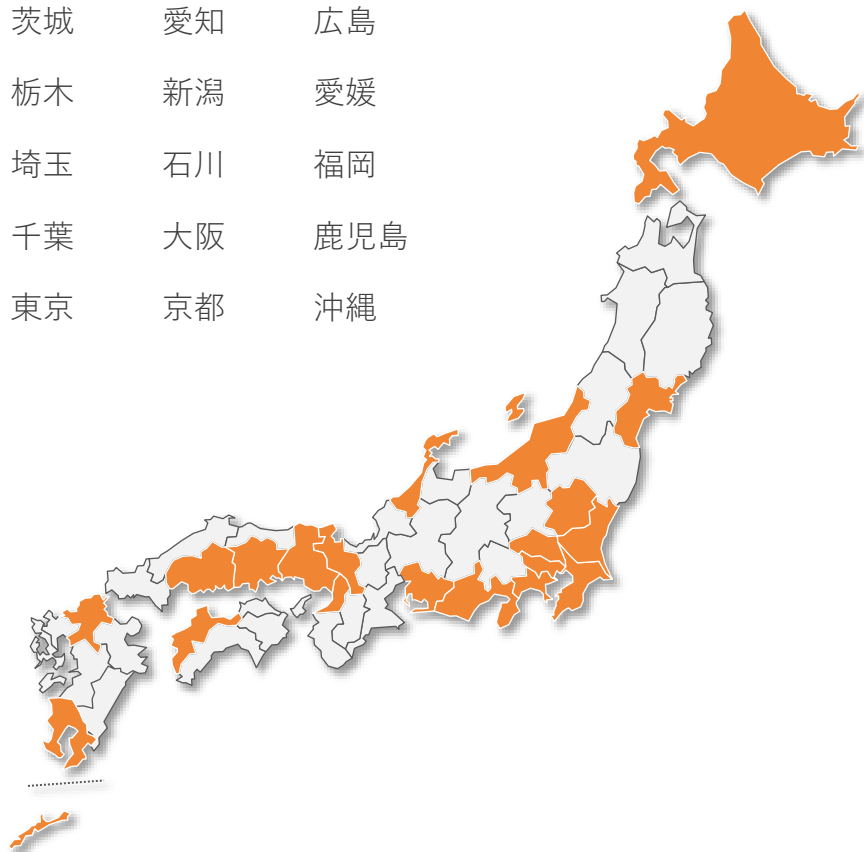 茨城 愛知 広島
栃木 新潟 愛媛
埼玉 石川 福岡
千葉 大阪 鹿児島
東京 京都 沖縄